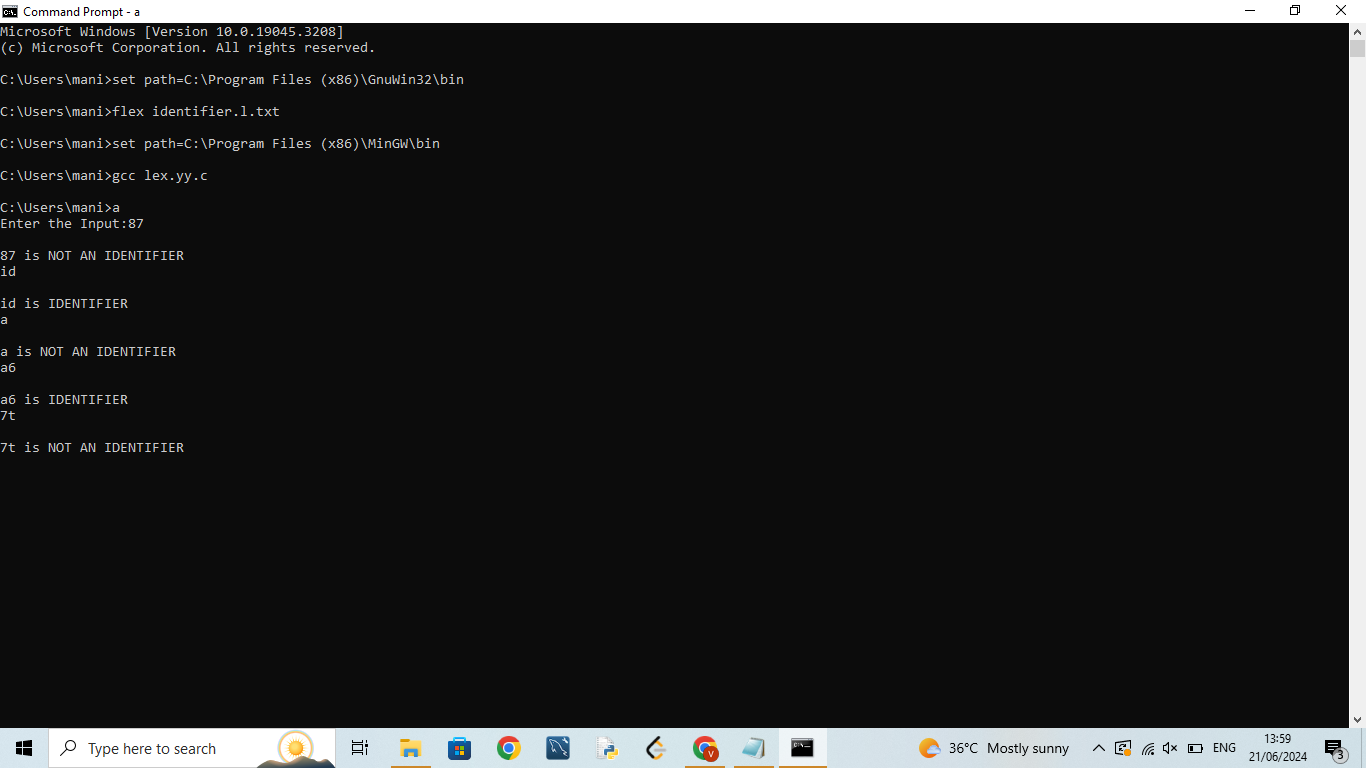 Command Prompt - a
Microsoft Windows [Version 10.0.19045.3208]
(c) Microsoft Corporation. All rights reserved.
C:\Users\mani>set path=C:\Program Files (x86)\GnuWin32\bin
C:\Users\mani>flex identifier.l.txt
C:\Users\mani>set path=C:\Program Files (x86)\MinGW\bin
C:\Users\mani>gcc lex.yy.c
C:\Users\mani>a
Enter the Input:87
87 is NOT AN IDENTIFIER
id
id is IDENTIFIER
a
a is NOT AN IDENTIFIER
a6
a6 is IDENTIFIER
7t
7t is NOT AN IDENTIFIER
Type here to search
36°C Mostly sunny
ENG
13:59
21/06/2024
3